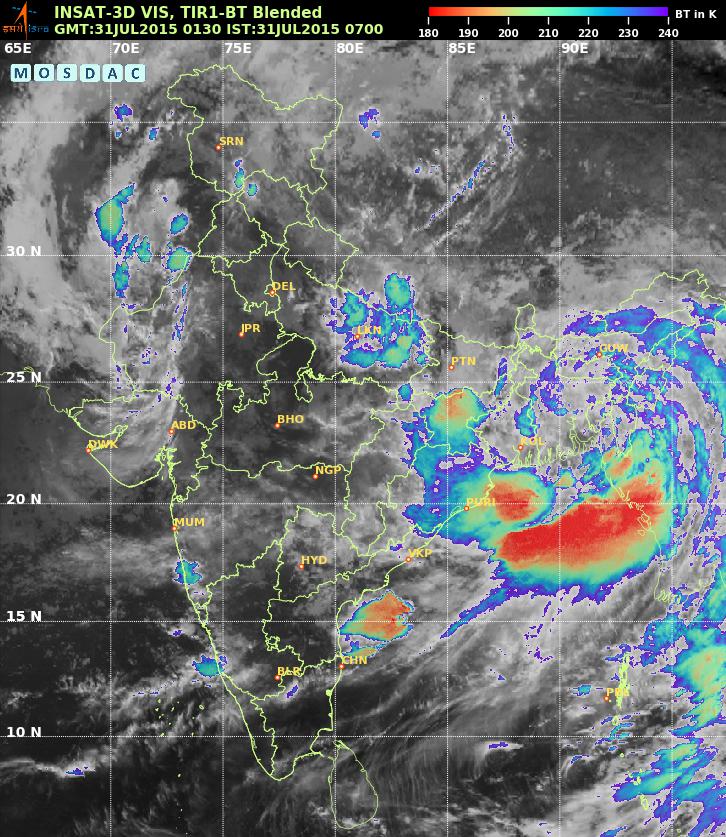 INSAT-3D VIS, TIR1-BT Blended
GMT:31JUL2015 0130 IST:31JUL2015 0700
BT in K
180 190 200 210 220 230 240
65E 70E 75E 80E 85E 90E
MOSDAC
SRN
30 N
DEL
JPR
LKN
GUW
PTN
25 N
BHO
ABD
DWK
KOL
NGP
20 N
PURI
MUM
VKP
HYD
15 N
CHN
BLR
10 N